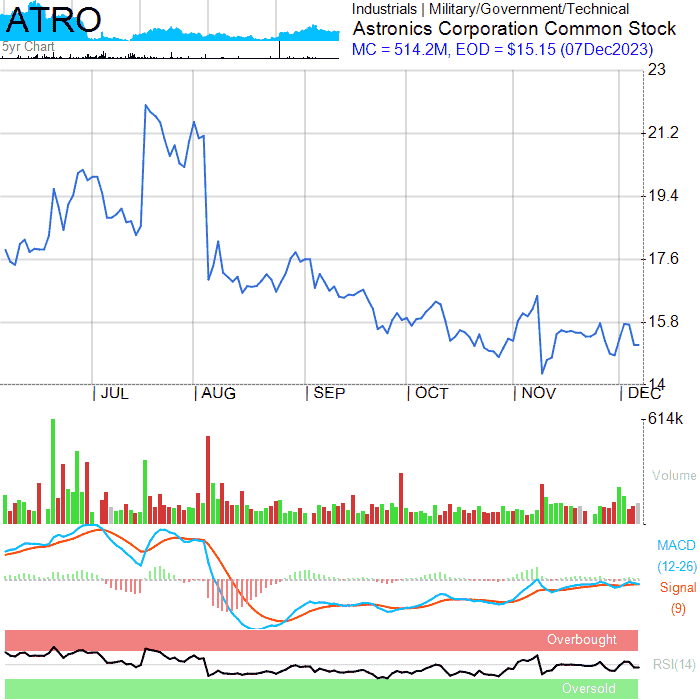 ATRO
5yr Chart
Industrials | Military/Government/Technical
Astronics Corporation Common Stock
MC = 514.2M, EOD = $15.15 (07Dec2023)
23
21.2
19.4
17.6
15.8
14
JUL AUG SEP OCT NOV DEC
614k
Volume
MACD
(12-26)
Signal
(9)
Overbought
RSI(14)
Oversold